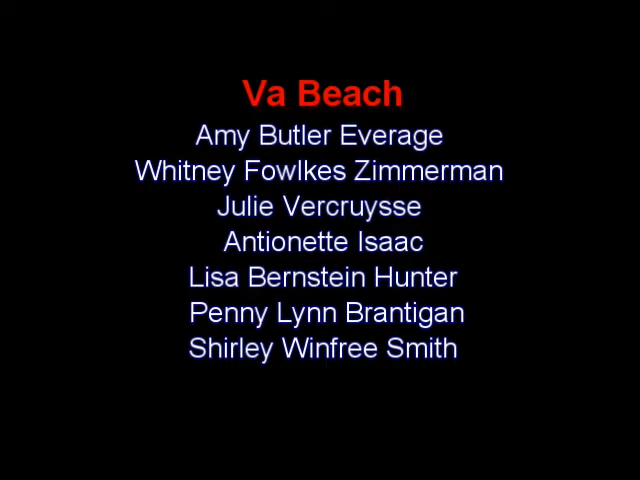 Va Beach
Amy Butler Everage
Whitney Fowlkes Zimmerman
Julie Vercruysse
Antionette Isaac
Lisa Bernstein Hunter
Penny Lynn Brantigan
Shirley Winfree Smith